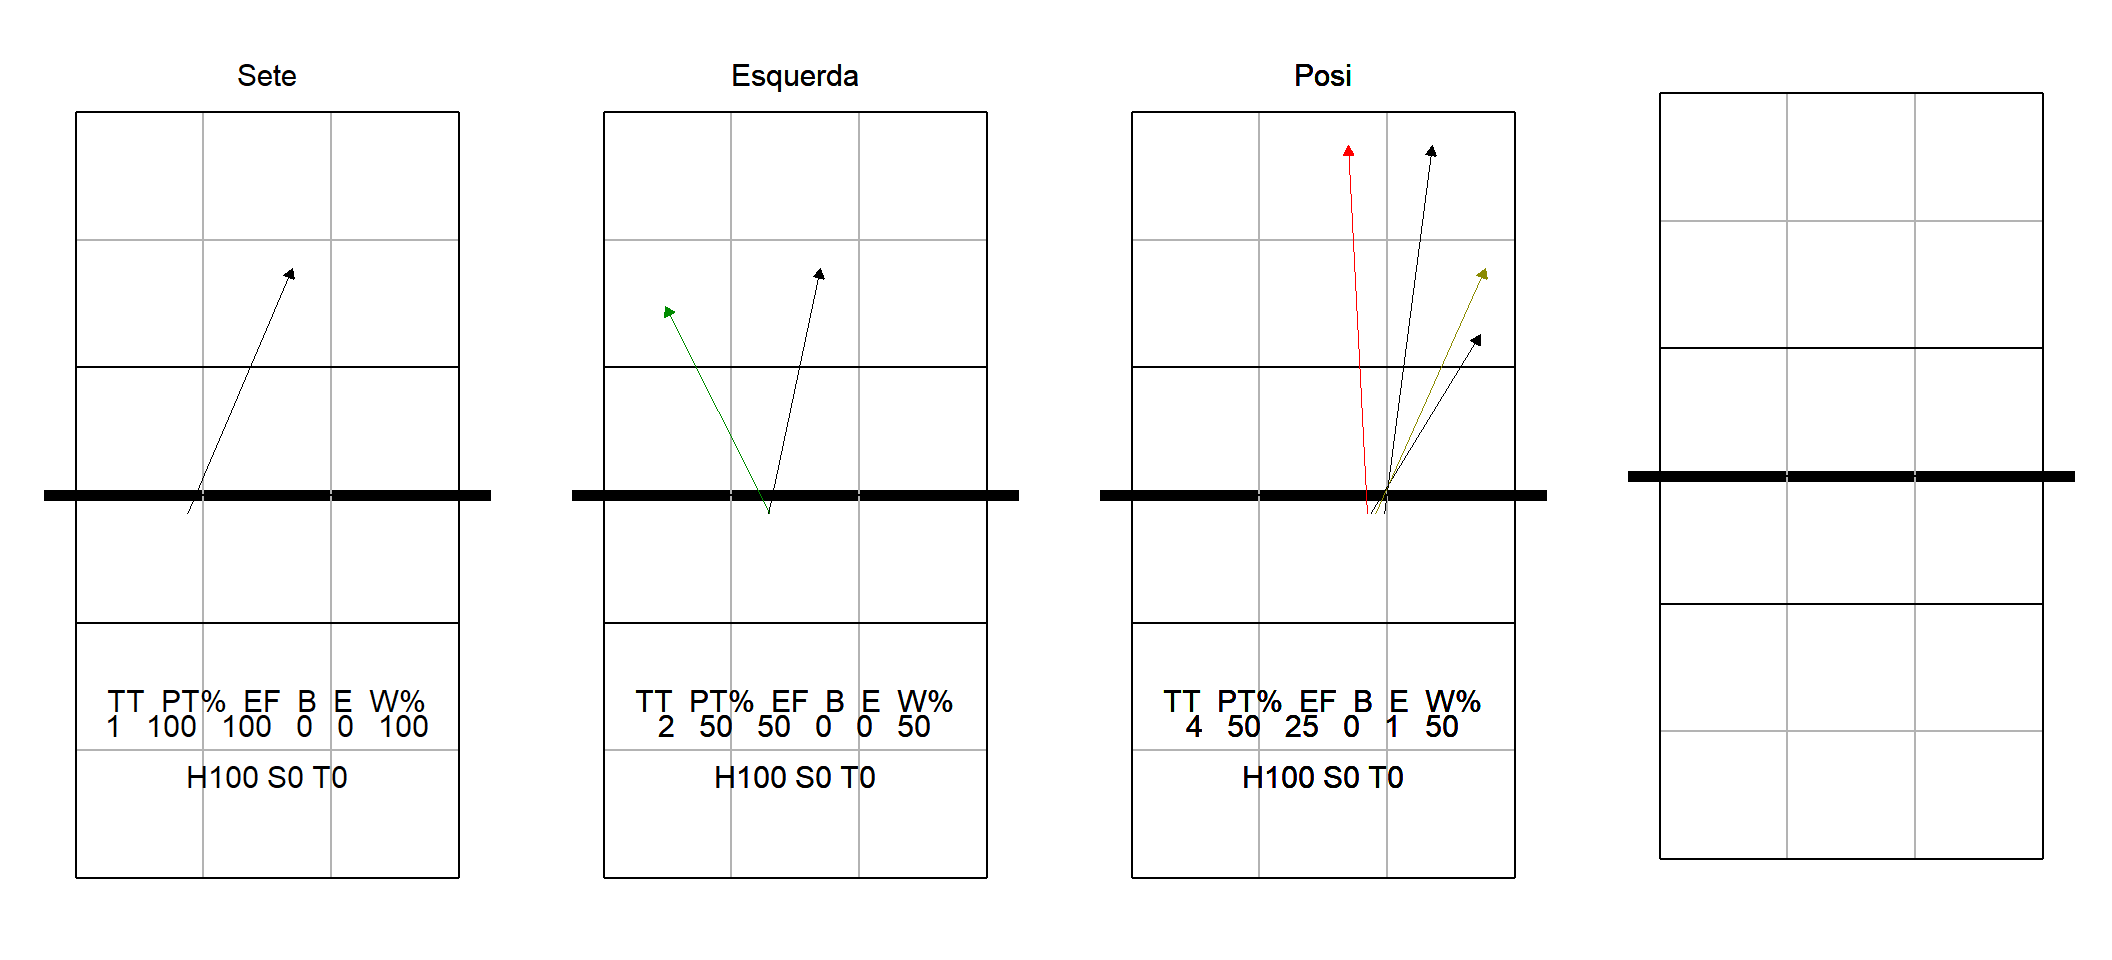 Sete
TT PT% EF B E W%
1 100 100 0 0 100
H100 S0 T0
Esquerda
TT PT% EF B E W%
2 50 50 0 0 50
H100 S0 T0
Posi
TT PT% EF B E W%
4 50 25 0 1 50
H100 S0 T0